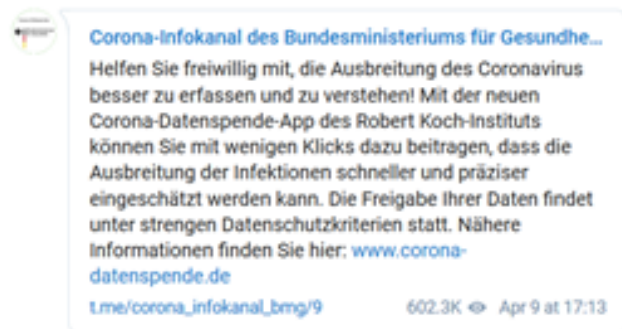 Corona-Infokanal des Bundesministeriums für Gesundhe...
Helfen Sie freiwillig mit, die Ausbreitung des Coronavirus
besser zu erfassen und zu verstehen! Mit der neuen
Corona-Datenspende-App des Robert Koch-Instituts
können Sie mit wenigen Klicks dazu beitragen, dass die
Ausbreitung der Infektionen schneller und präziser
eingeschätzt werden kann. Die Freigabe Ihrer Daten findet
unter strengen Datenschutzkriterien statt. Nähere
Informationen finden Sie hier: www.corona-
datenspende.de
t.me/corona_infokanal_bmg/9 602.3K Apr 9 at 17:13